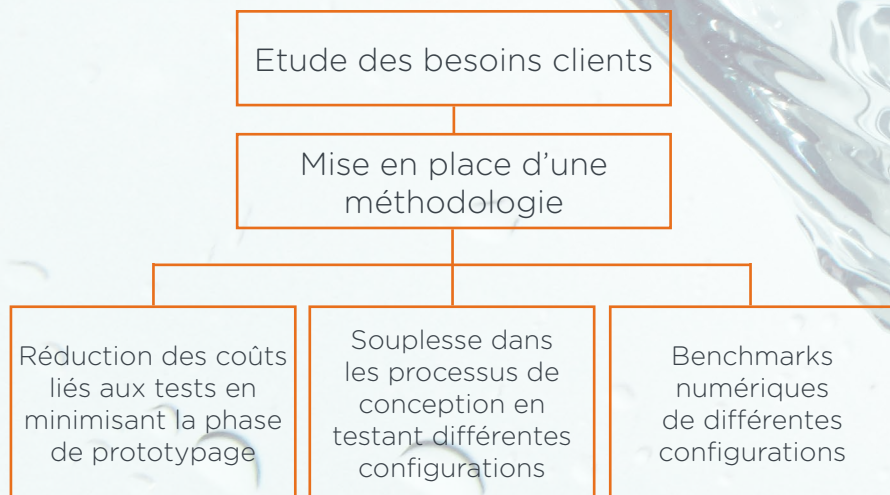 Etude des besoins clients
Mise en place d’une
méthodologie
Réduction des coûts
liés aux tests en
minimisant la phase
de prototypage
Souplesse dans
les processus de
conception en
testant différentes
configurations
Benchmarks
numériques
de différentes
configurations